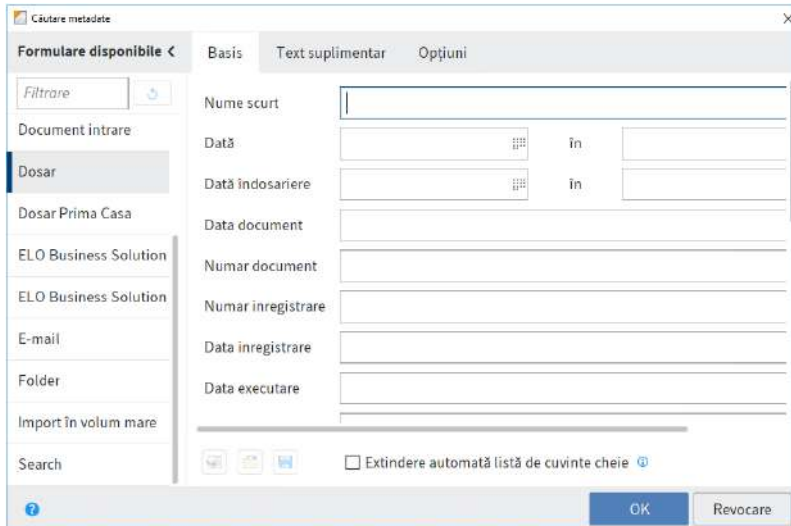 Căutare metadate
Formulare disponibile
Basis Text suplimentar Opțiuni
Filtrare
Document intrare
Dosar
Dosar Prima Casa
ELO Business Solution
ELO Business Solution
E-mail
Folder
Import în volum mare
Search
Nume scurt
Dată în
Dată îndosariere în
Data document
Numar document
Numar inregistrare
Data inregistrare
Data executare
Extindere automată listă de cuvinte cheie
OK Revocare